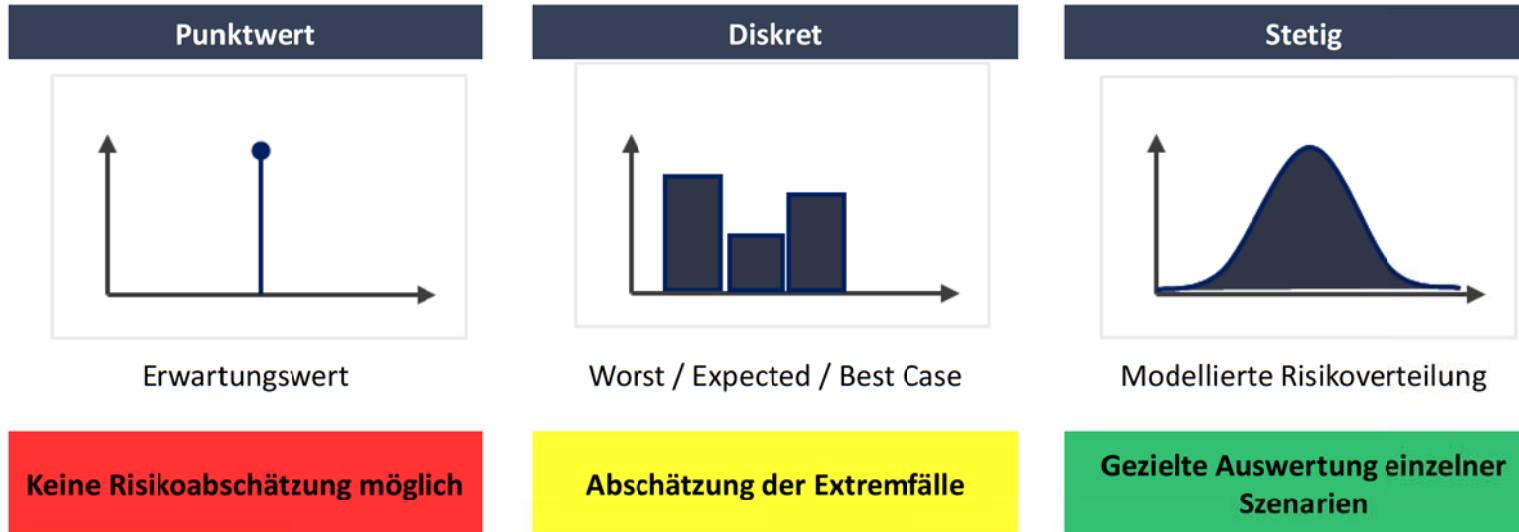 Punktwert
Diskret
Stetig
Erwartungswert
Worst / Expected / Best Case
Modellierte Risikoverteilung
Keine Risikoabschätzung möglich
Abschätzung der Extremfälle
Gezielte Auswertung einzelner
Szenarien